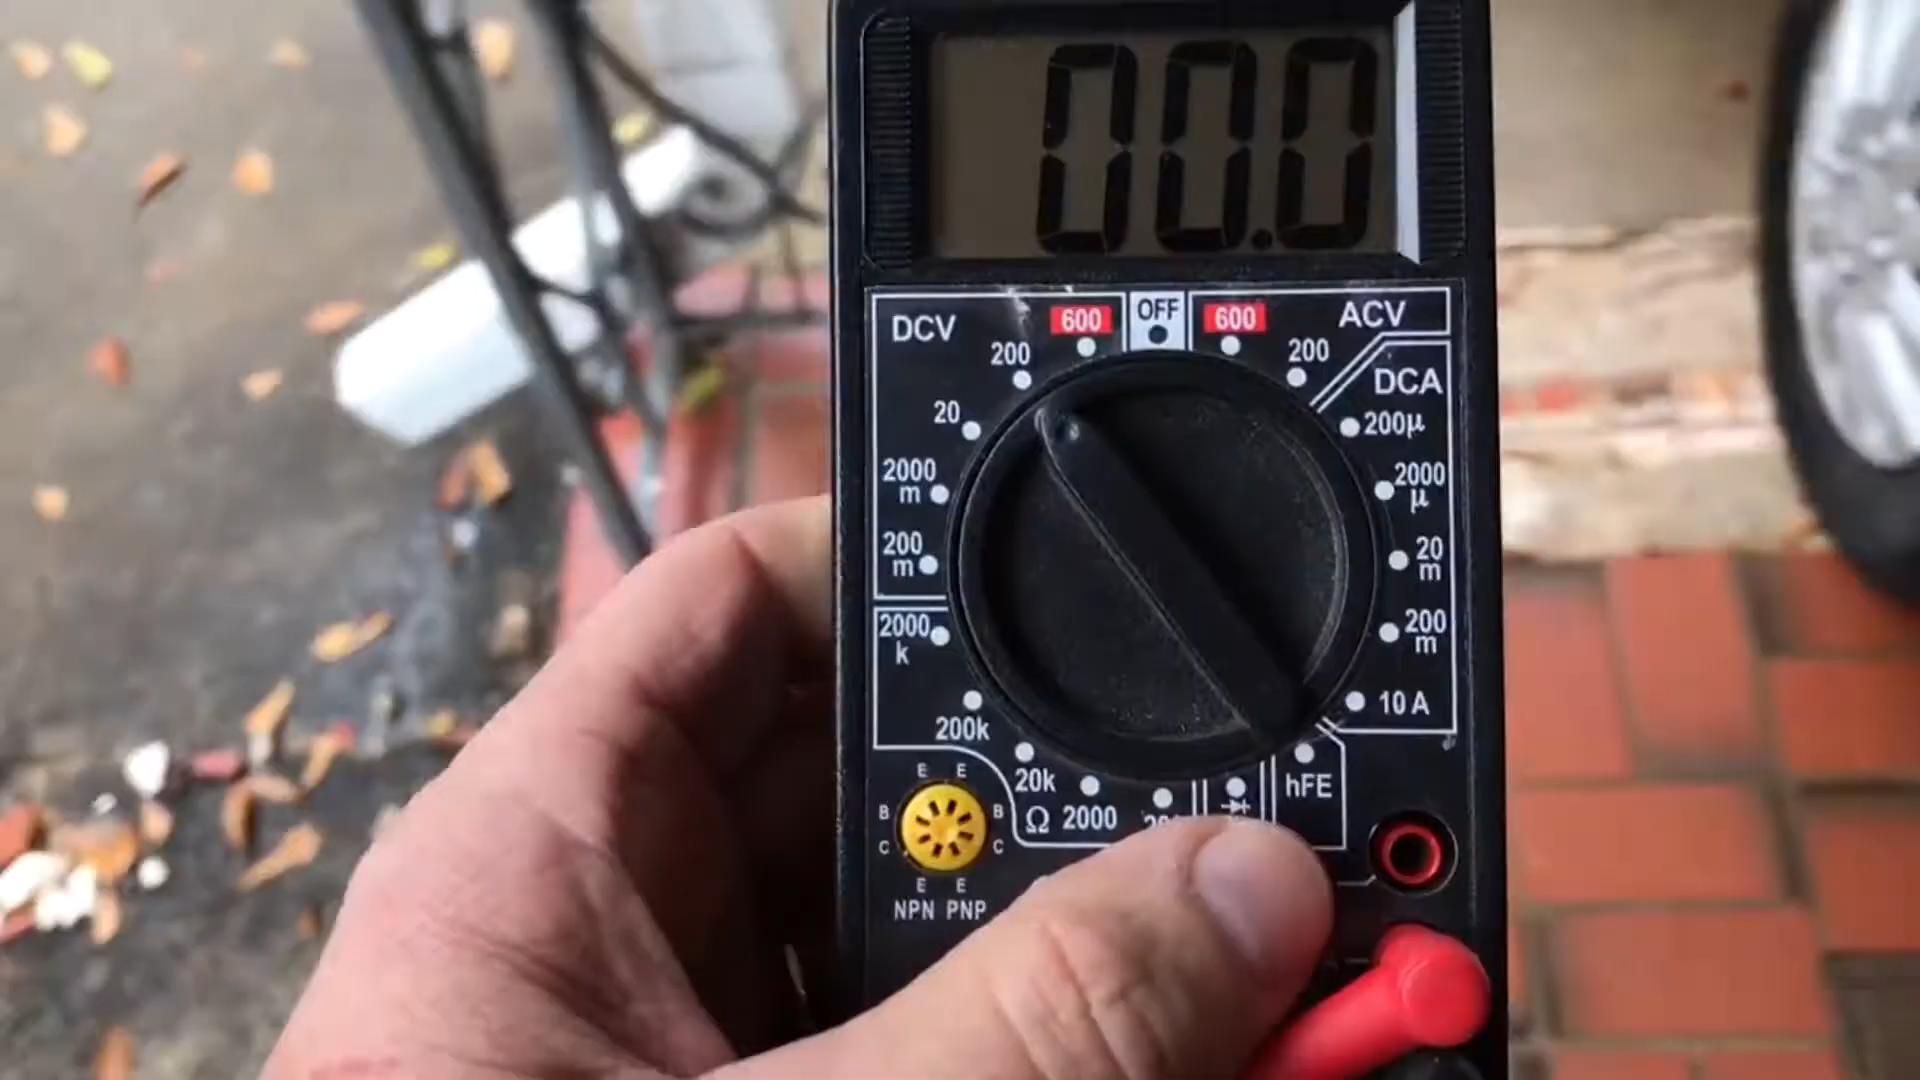 00.0
DCV 600 OFF 600 ACV
200 200
DCA
20 200µ
2000 m 2000 µ
200 m 20 m
2000 k 200 m
200k 10 A
20k hFE
Ω 2000
E E
B B
C C
E E
NPN PNP